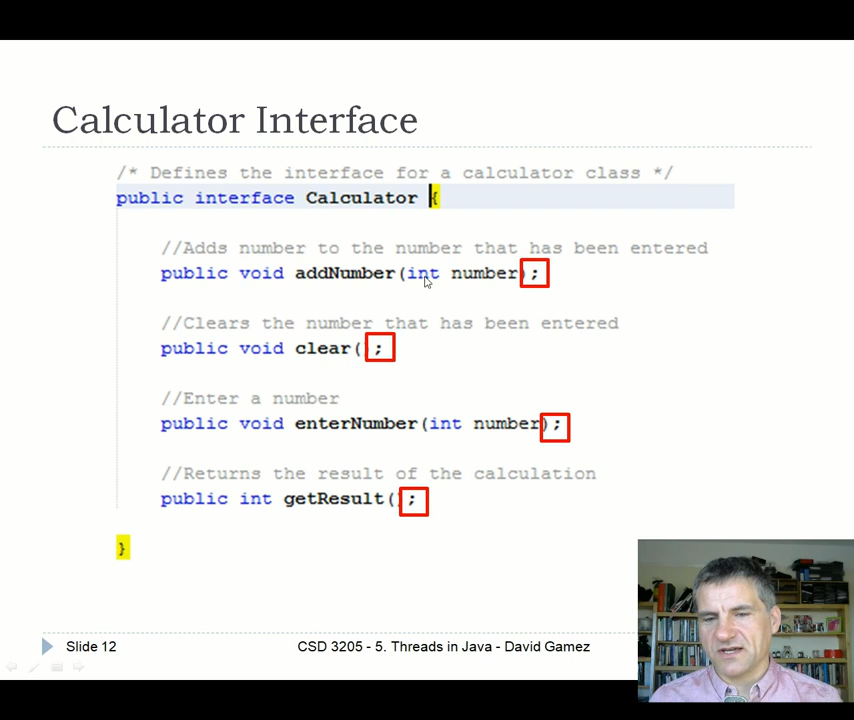 Calculator Interface
/* Defines the interface for a calculator class */
public interface Calculator {
//Adds number to the number that has been entered
public void addNumber(int number);
//Clears the number that has been entered
public void clear();
//Enter a number
public void enterNumber(int number);
//Returns the result of the calculation
public int getResult();
}
Slide 12
CSD 3205 - 5. Threads in Java - David Gamez